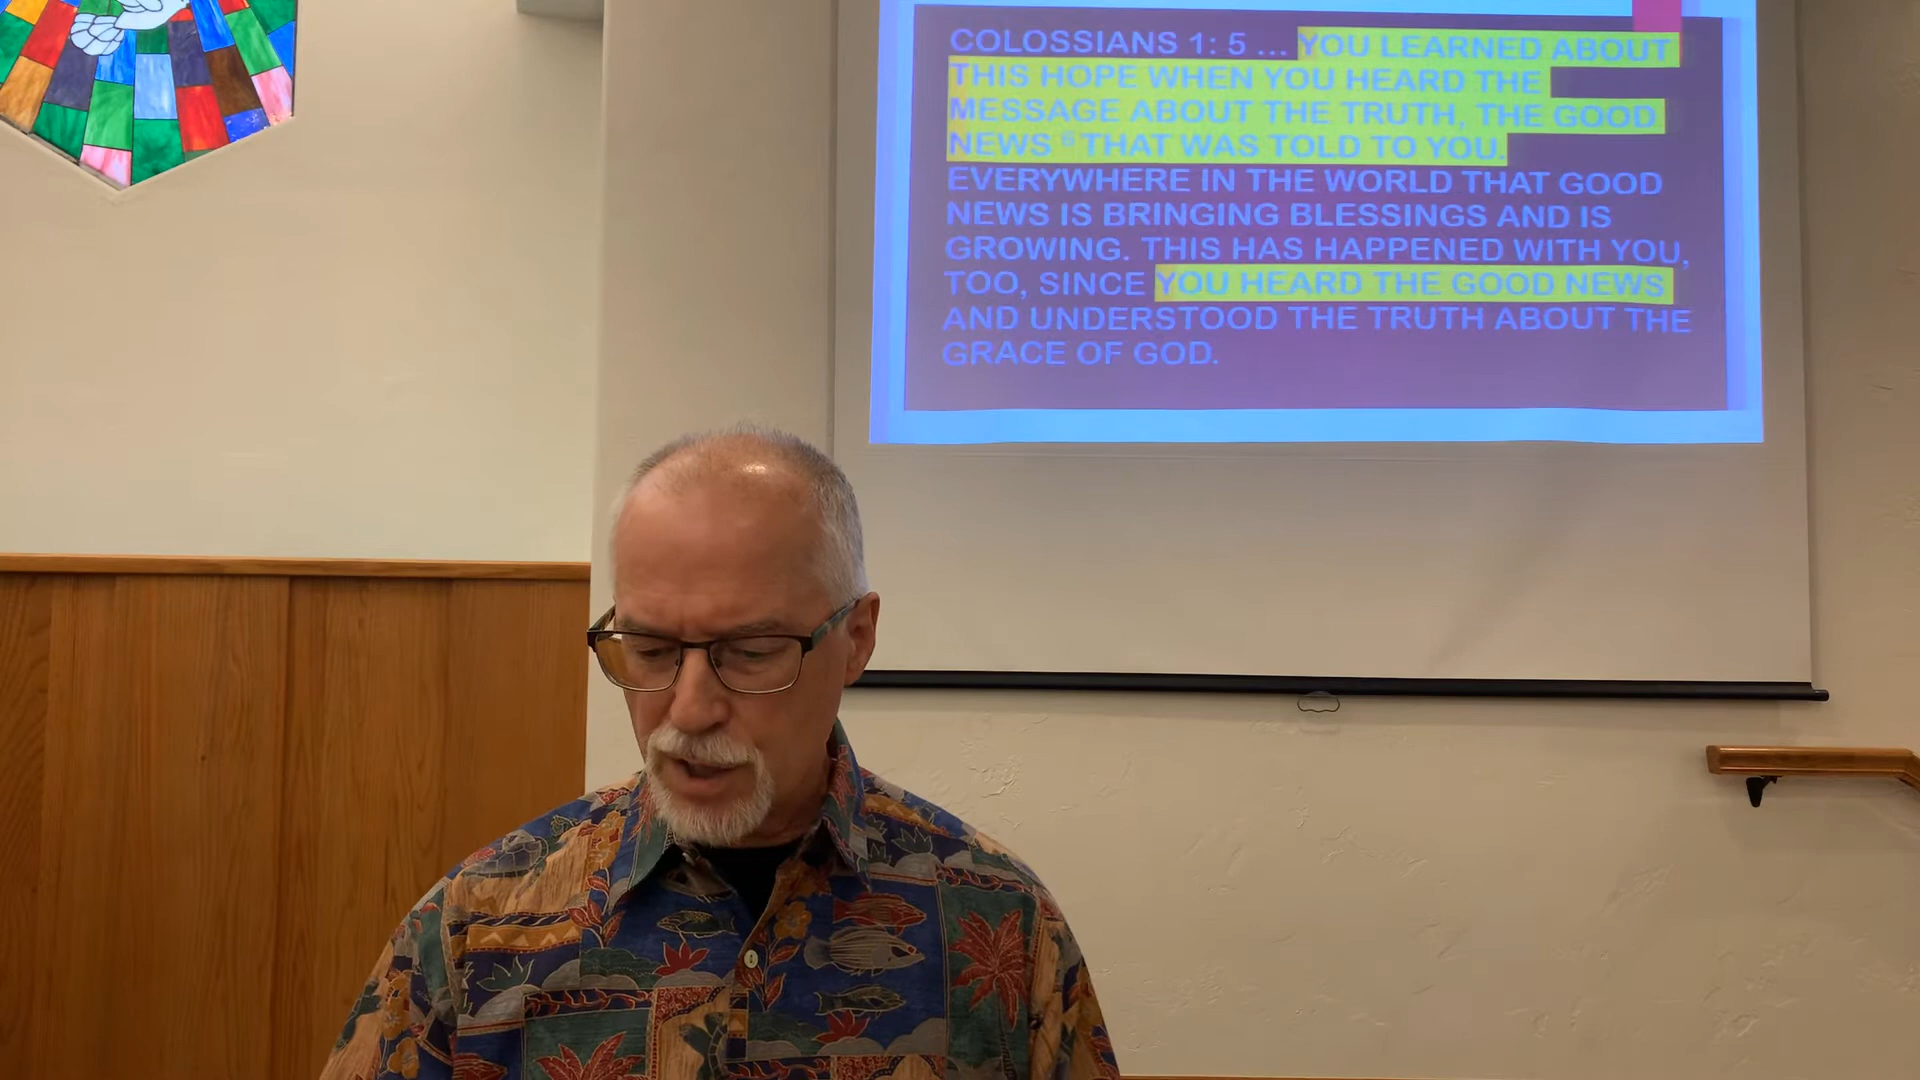 COLOSSIANS 1: 5 ... YOU LEARNED ABOUT
THIS HOPE WHEN YOU HEARD THE
MESSAGE ABOUT THE TRUTH, THE GOOD
NEWS 6 THAT WAS TOLD TO YOU.
EVERYWHERE IN THE WORLD THAT GOOD
NEWS IS BRINGING BLESSINGS AND IS
GROWING. THIS HAS HAPPENED WITH YOU,
TOO, SINCE YOU HEARD THE GOOD NEWS
AND UNDERSTOOD THE TRUTH ABOUT THE
GRACE OF GOD.